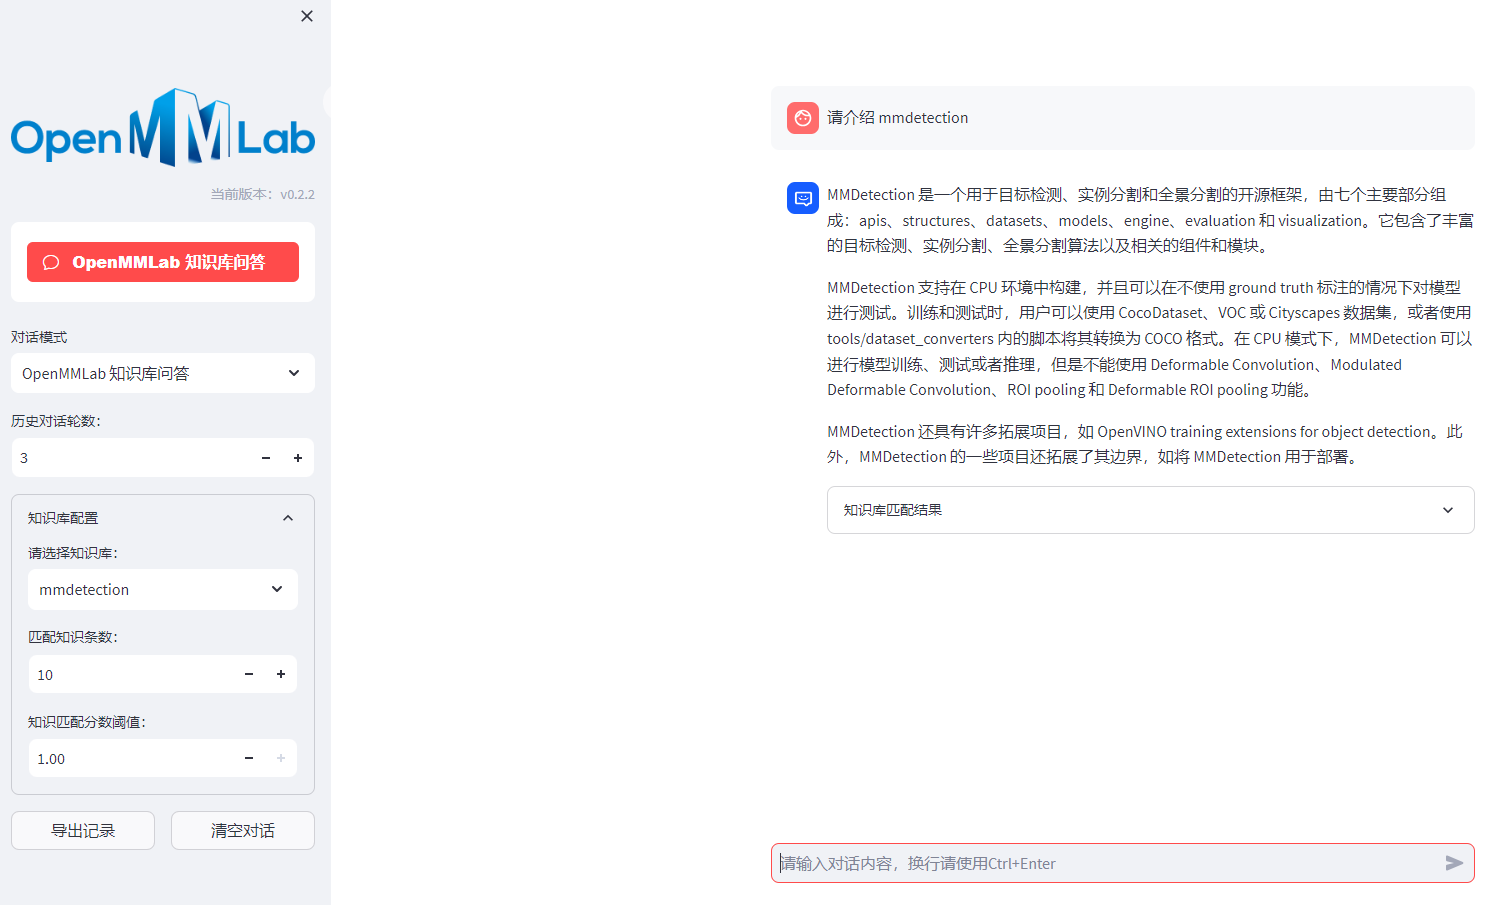 OpenMMLab
当前版本：v0.2.2
OpenMMLab 知识库问答
对话模式
OpenMMLab 知识库问答
历史对话轮数：
3
知识库配置
请选择知识库：
mmdetection
匹配知识条数：
10
知识匹配分数阈值：
1.00
导出记录
清空对话
请介绍 mmdetection
MMDetection 是一个用于目标检测、实例分割和全景分割的开源框架，由七个主要部分组
成：apis、structures、datasets、models、engine、evaluation 和 visualization。它包含了丰富
的目标检测、实例分割、全景分割算法以及相关的组件和模块。
MMDetection 支持在 CPU 环境中构建，并且可以在不使用 ground truth 标注的情况下对模型
进行测试。训练和测试时，用户可以使用 CocoDataset、VOC 或 Cityscapes 数据集，或者使用
tools/dataset_converters 内的脚本将其转换为 COCO 格式。在 CPU 模式下，MMDetection 可以
进行模型训练、测试或者推理，但是不能使用 Deformable Convolution、Modulated
Deformable Convolution、ROI pooling 和 Deformable ROI pooling 功能。
MMDetection 还具有许多拓展项目，如 OpenVINO training extensions for object detection。此
外，MMDetection 的一些项目还拓展了其边界，如将 MMDetection 用于部署。
知识库匹配结果
请输入对话内容，换行请使用Ctrl+Enter